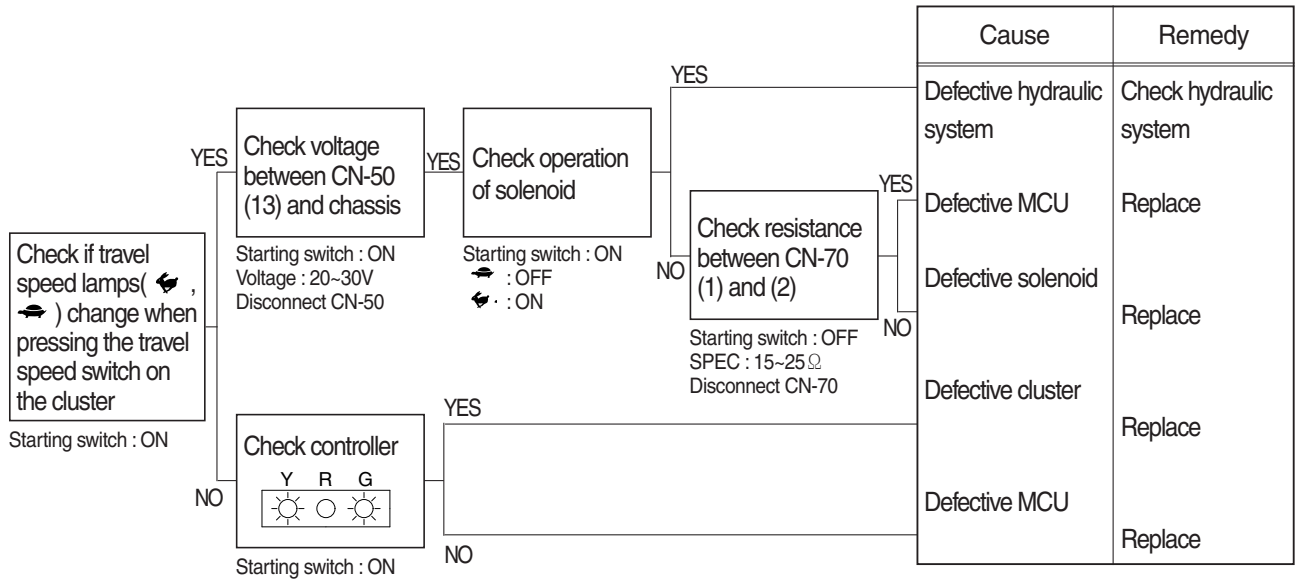 Check if travel
speed lamps( ,
) change when
pressing the travel
speed switch on
the cluster
Starting switch : ON
YES
Check voltage
between CN-50
(13) and chassis
Starting switch : ON
Voltage : 20~30V
Disconnect CN-50
YES
Check operation
of solenoid
Starting switch : ON
: OFF
: ON
YES
NO
Check resistance
between CN-70
(1) and (2)
Starting switch : OFF
SPEC : 15~25Ω
Disconnect CN-70
YES
NO
NO
Check controller
Y R G
Starting switch : ON
YES
NO
Cause Remedy
Defective hydraulic Check hydraulic
system system
Defective MCU Replace
Defective solenoid
Replace
Defective cluster
Replace
Defective MCU
Replace